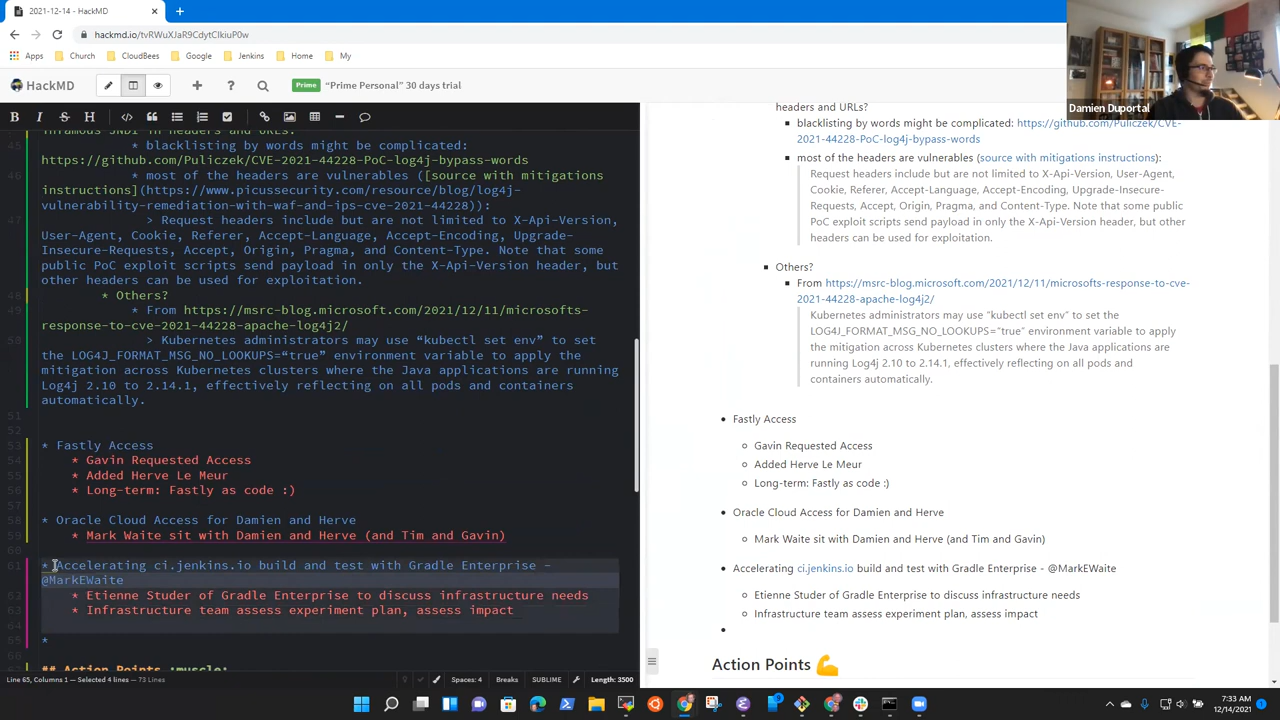 2021-12-14 - HackMD
hackmd.io/tvRWuXJaR9CdytClkiuP0w
Apps
Church
CloudBees
Google
Jenkins
Home
My
HackMD
Prime
"Prime Personal" 30 days trial
Damien Duportal
45 * blacklisting by words might be complicated:
https://github.com/Puliczek/CVE-2021-44228-PoC-log4j-bypass-words
46 * most of the headers are vulnerables ([source with mitigations
instructions](https://www.picussecurity.com/resource/blog/log4j-
vulnerability-remediation-with-waf-and-ips-cve-2021-44228)):
47 > Request headers include but are not limited to X-Api-Version,
User-Agent, Cookie, Referer, Accept-Language, Accept-Encoding, Upgrade-
Insecure-Requests, Accept, Origin, Pragma, and Content-Type. Note that some
public PoC exploit scripts send payload in only the X-Api-Version header, but
other headers can be used for exploitation.
* Others?
* From https://msrc-blog.microsoft.com/2021/12/11/microsofts-
response-to-cve-2021-44228-apache-log4j2/
> Kubernetes administrators may use “kubectl set env” to set
the LOG4J_FORMAT_MSG_NO_LOOKUPS=“true” environment variable to apply
the mitigation across Kubernetes clusters where the Java applications are
running Log4j 2.10 to 2.14.1, effectively reflecting on all pods and containers
automatically.
51
52
53 * Fastly Access
54 * Gavin Requested Access
55 * Added Herve Le Meur
56 * Long-term: Fastly as code :)
57
58 * Oracle Cloud Access for Damien and Herve
59 * Mark Waite sit with Damien and Herve (and Tim and Gavin)
60
61 * Accelerating ci.jenkins.io build and test with Gradle Enterprise -
@MarkEWaite
62 * Etienne Studer of Gradle Enterprise to discuss infrastructure needs
63 * Infrastructure team assess experiment plan, assess impact
64
65 *
## Action Points :muscle:
Line 65, Columns 1 — Selected 4 lines — 73 Lines
Spaces: 4
Breaks
SUBLIME
Length: 3500
headers and URLs?
blacklisting by words might be complicated: https://github.com/Puliczek/CVE-
2021-44228-PoC-log4j-bypass-words
most of the headers are vulnerables (source with mitigations instructions):
Request headers include but are not limited to X-Api-Version, User-Agent,
Cookie, Referer, Accept-Language, Accept-Encoding, Upgrade-Insecure-
Requests, Accept, Origin, Pragma, and Content-Type. Note that some public
PoC exploit scripts send payload in only the X-Api-Version header, but other
headers can be used for exploitation.
Others?
From https://msrc-blog.microsoft.com/2021/12/11/microsofts-response-to-cve-
2021-44228-apache-log4j2/
Kubernetes administrators may use “kubectl set env” to set the
LOG4J_FORMAT_MSG_NO_LOOKUPS=“true” environment variable to apply
the mitigation across Kubernetes clusters where the Java applications are
running Log4j 2.10 to 2.14.1, effectively reflecting on all pods and
containers automatically.
Fastly Access
Gavin Requested Access
Added Herve Le Meur
Long-term: Fastly as code :)
Oracle Cloud Access for Damien and Herve
Mark Waite sit with Damien and Herve (and Tim and Gavin)
Accelerating ci.jenkins.io build and test with Gradle Enterprise - @MarkEWaite
Etienne Studer of Gradle Enterprise to discuss infrastructure needs
Infrastructure team assess experiment plan, assess impact
Action Points
7:33 AM
12/14/2021